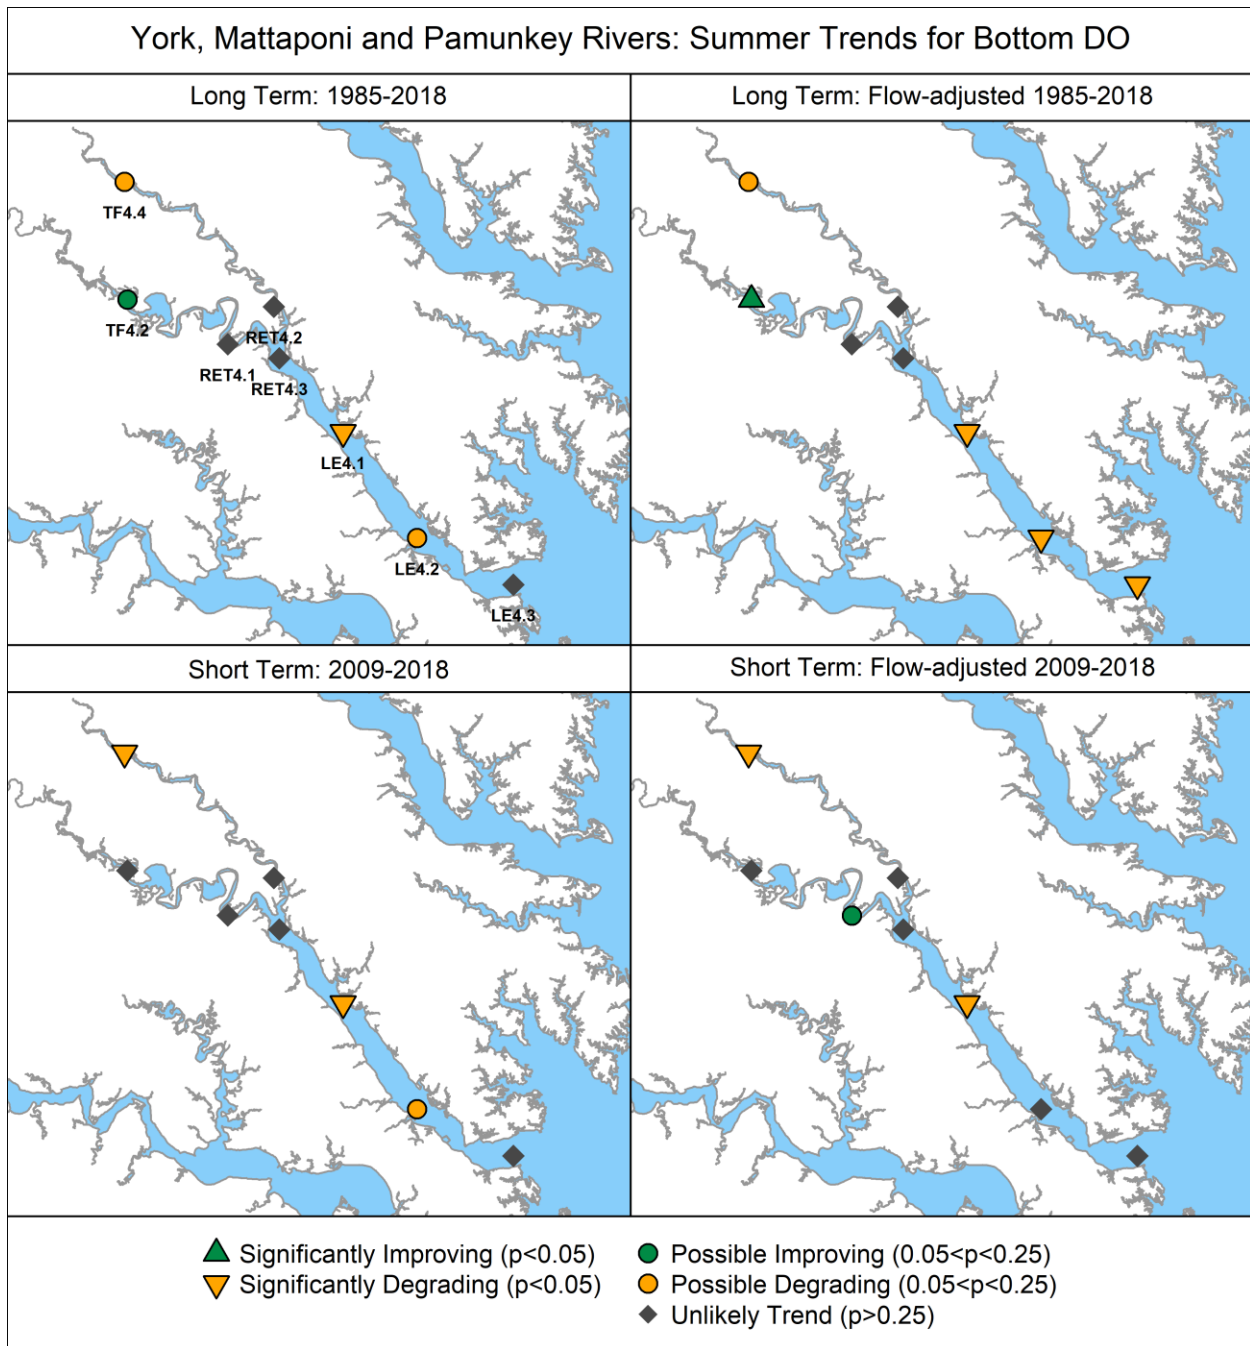 York, Mattaponi and Pamunkey Rivers: Summer Trends for Bottom DO
Long Term: 1985-2018
Long Term: Flow-adjusted 1985-2018
TF4.4
TF4.2
RET4.2
RET4.1
RET4.3
LE4.1
LE4.2
LE4.3
Short Term: 2009-2018
Short Term: Flow-adjusted 2009-2018
Significantly Improving (p<0.05)
Possible Improving (0.05<p<0.25)
Significantly Degrading (p<0.05)
Possible Degrading (0.05<p<0.25)
Unlikely Trend (p>0.25)